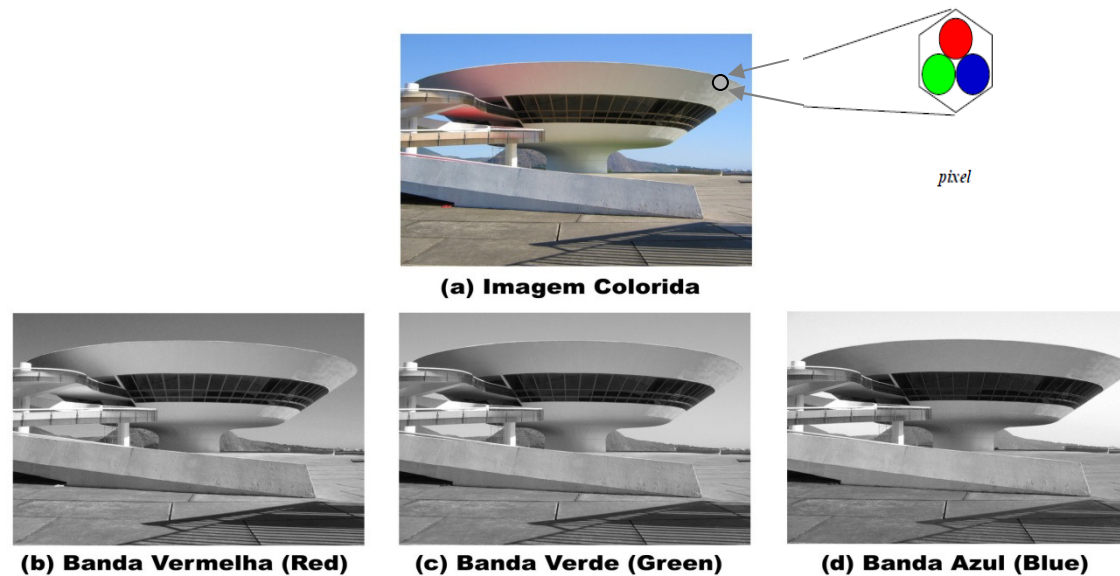 pixel
(a) Imagem Colorida
(b) Banda Vermelha (Red)
(c) Banda Verde (Green)
(d) Banda Azul (Blue)